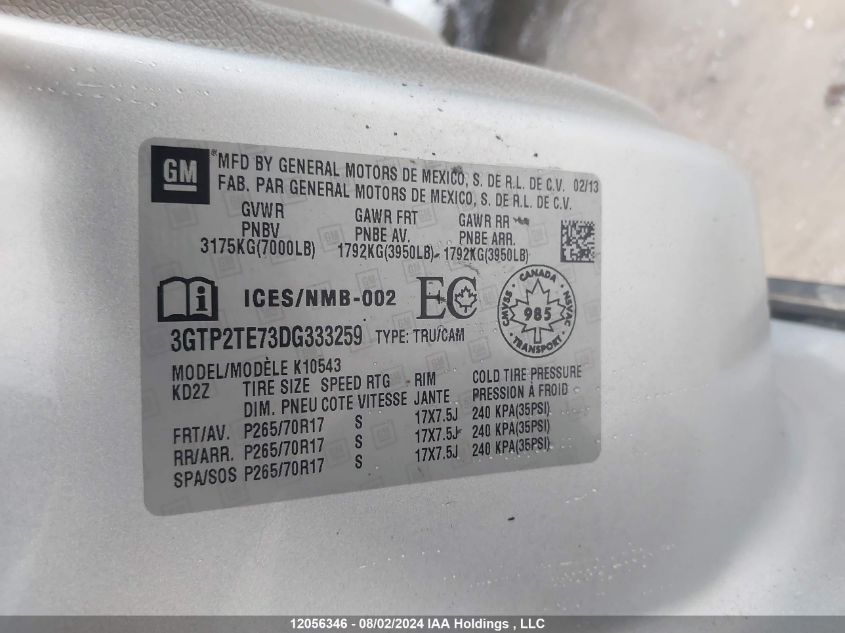 GM
MFD BY GENERAL MOTORS DE MEXICO, S. DE R.L. DE C.V. 02/13
FAB. PAR GENERAL MOTORS DE MEXICO, S. DE R.L. DE C.V.
GVWR GAWR FRT GAWR RR
PNBV PNBE AV. PNBE ARR.
3175KG(7000LB) 1792KG(3950LB) 1792KG(3950LB)
i ICES/NMB-002 EC
CANADA CMVSS 985 NSVAC TRANSPORT
3GTP2TE73DG333259 TYPE: TRU/CAM
MODEL/MODÈLE K10543
KD2Z TIRE SIZE SPEED RTG RIM COLD TIRE PRESSURE
DIM. PNEU COTE VITESSE JANTE PRESSION À FROID
FRT/AV. P265/70R17 S 17X7.5J 240 KPA(35PSI)
RR/ARR. P265/70R17 S 17X7.5J 240 KPA(35PSI)
SPA/SOS P265/70R17 S 17X7.5J 240 KPA(35PSI)
12056346 - 08/02/2024 IAA Holdings , LLC